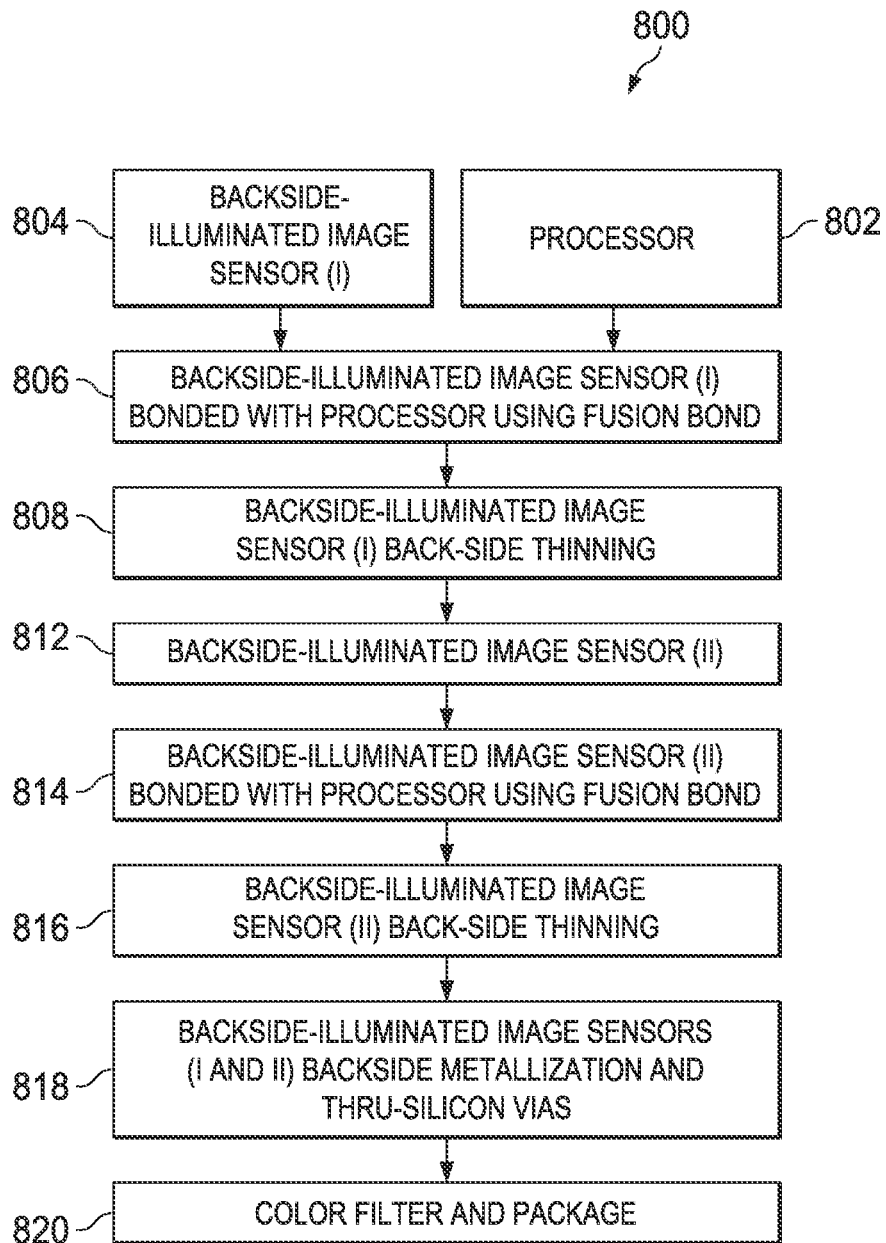 800
804
BACKSIDE-
ILLUMINATED IMAGE
SENSOR (I)
PROCESSOR
802
806
BACKSIDE-ILLUMINATED IMAGE SENSOR (I)
BONDED WITH PROCESSOR USING FUSION BOND
808
BACKSIDE-ILLUMINATED IMAGE
SENSOR (I) BACK-SIDE THINNING
812
BACKSIDE-ILLUMINATED IMAGE SENSOR (II)
814
BACKSIDE-ILLUMINATED IMAGE SENSOR (II)
BONDED WITH PROCESSOR USING FUSION BOND
816
BACKSIDE-ILLUMINATED IMAGE
SENSOR (II) BACK-SIDE THINNING
818
BACKSIDE-ILLUMINATED IMAGE SENSORS
(I AND II) BACKSIDE METALLIZATION AND
THRU-SILICON VIAS
820
COLOR FILTER AND PACKAGE